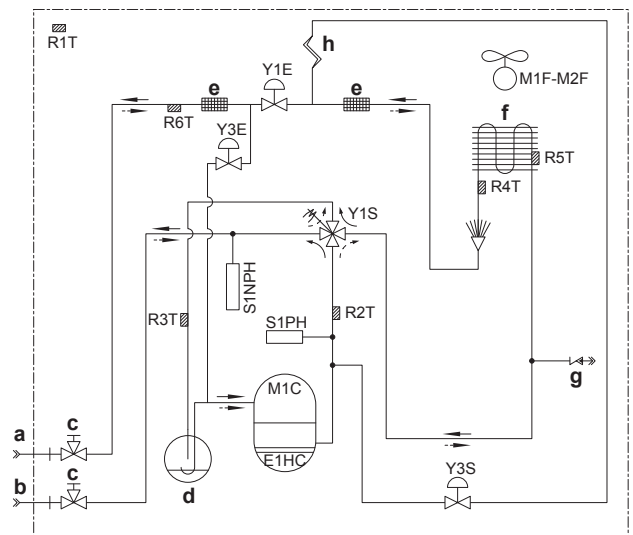 R1T
h
M1F-M2F
Y1E
e
e
f
R6T
Y3E
R5T
R4T
Y1S
S1NPH
R3T
R2T
S1PH
g
M1C
a
c
E1HC
b
c
d
Y3S